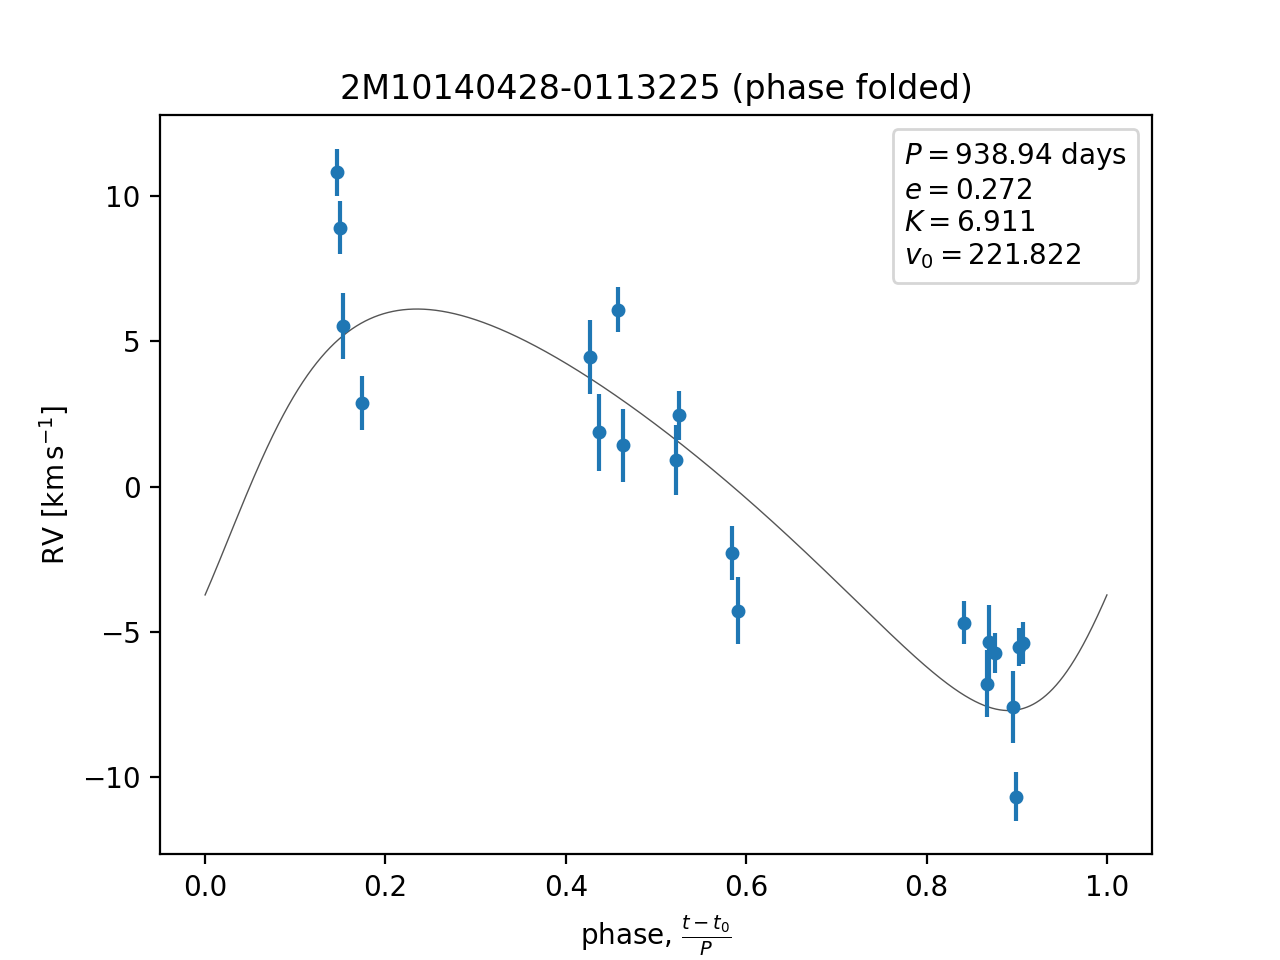 2M10140428-0113225 (phase folded)
P = 938.94 days
e = 0.272
K = 6.911
v₀ = 221.822
RV [km s⁻¹]
10
5
0
−5
−10
0.0 0.2 0.4 0.6 0.8 1.0
phase, (t − t₀)/P